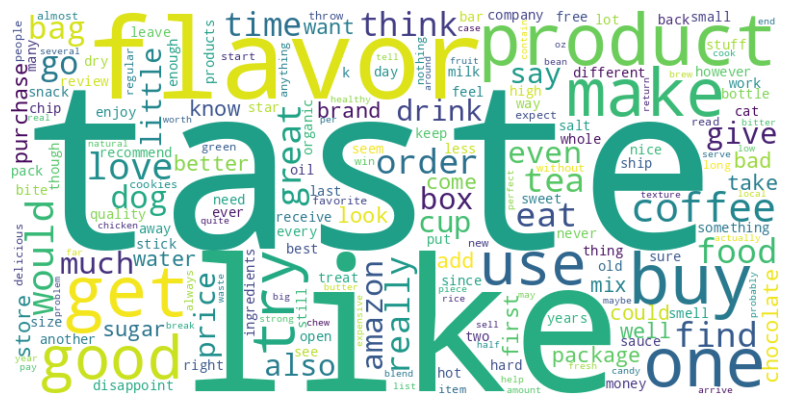 taste
like
flavor
product
get
good
one
buy
use
make
coffee
try
would
love
great
time
think
drink
tea
eat
order
box
cup
even
food
find
give
dog
bag
go
little
much
also
really
amazon
price
sugar
store
water
better
know
brand
say
want
purchase
bad
take
chocolate
could
well
package
first
add
mix
look
come
almost
throw
company
free
lot
back
small
end
people
many
several
dry
leave
enough
products
start
anything
nothing
around
bar
case
fruit
tell
contain
stuff
oz
bean
cook
review
regular
k
day
milk
feel
high
different
however
work
bottle
snack
star
healthy
way
brew
return
bitter
real
chip
enjoy
natural
worth
per
keep
expect
salt
read
cat
though
recommend
organic
green
oil
seem
less
win
without
whole
nice
ship
low
long
serve
pack
cookies
need
last
favorite
perfect
sweet
texture
local
bite
quality
ever
receive
something
delicious
chicken
away
quite
every
put
never
actually
stick
best
since
new
thing
sure
smell
far
ingredients
treat
butter
old
maybe
probably
problem
always
waste
big
still
piece
rice
may
size
strong
chew
expensive
open
two
sell
years
sauce
another
break
see
half
fresh
year
pay
right
blend
hot
hard
help
candy
money
disappoint
list
item
amount
arrive